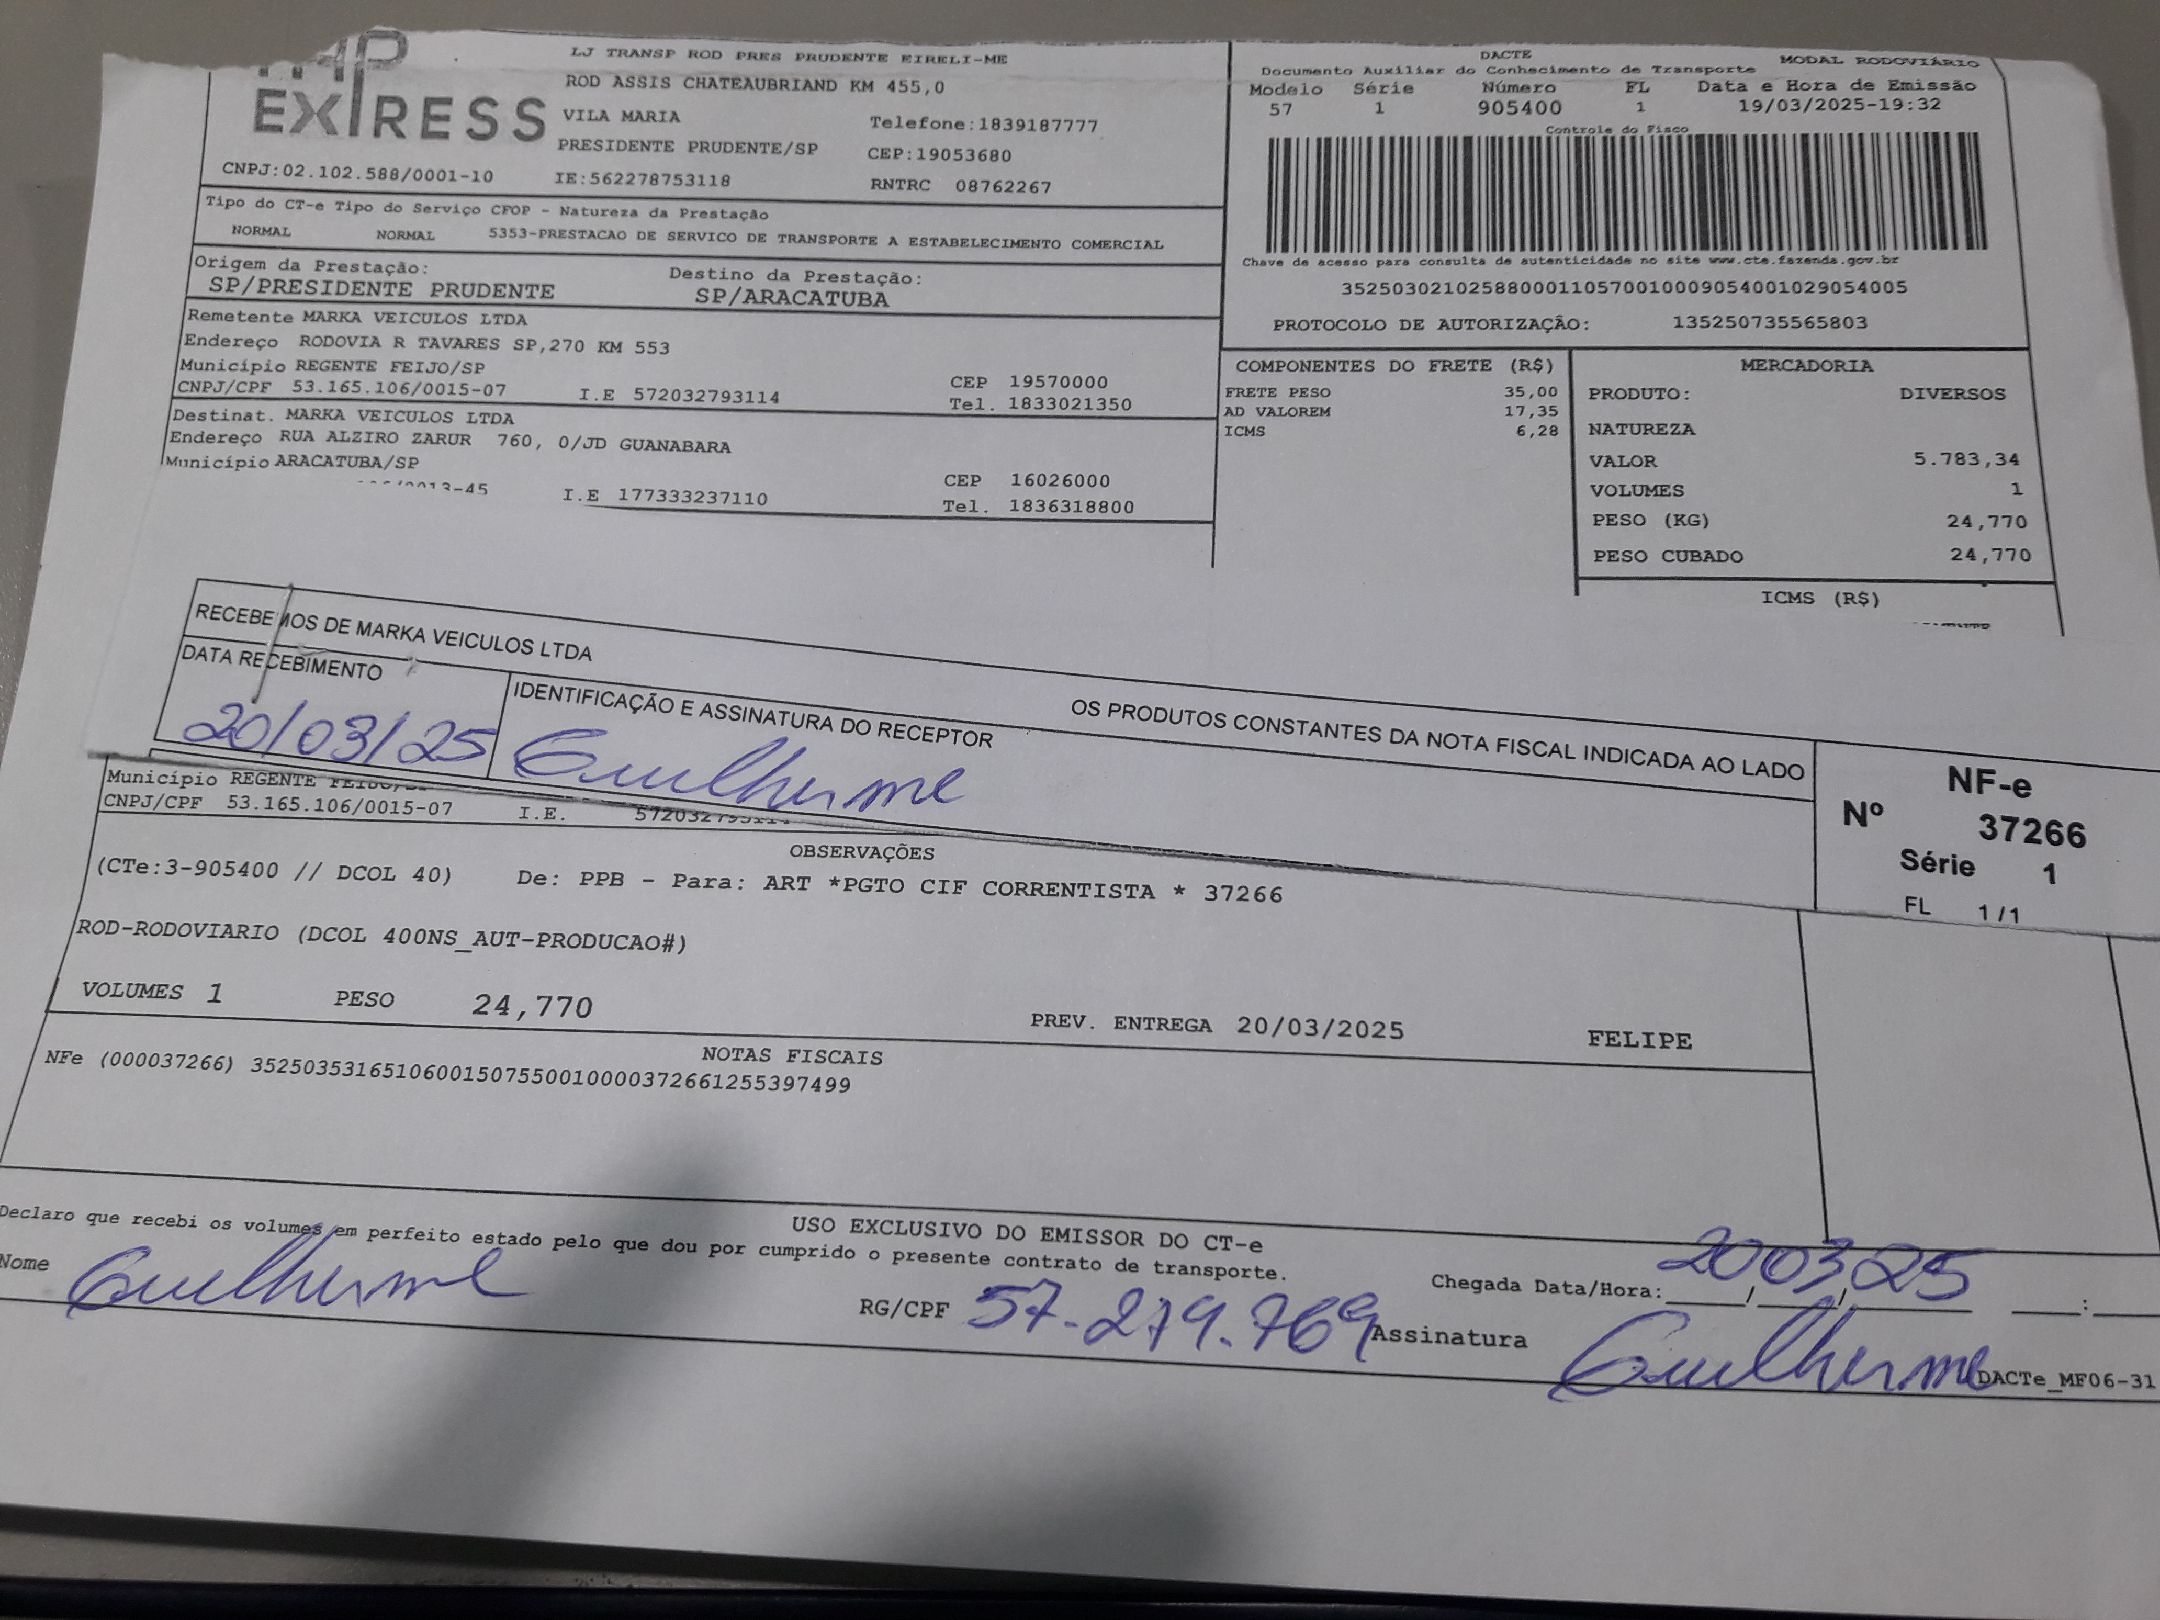 EXPRESS
LJ TRANSP ROD PRES PRUDENTE EIRELI-ME
ROD ASSIS CHATEAUBRIAND KM 455,0
VILA MARIA Telefone:1839187777
PRESIDENTE PRUDENTE/SP CEP:19053680
CNPJ:02.102.588/0001-10 IE:562278753118 RNTRC 08762267
DACTE MODAL RODOVIÁRIO
Documento Auxiliar do Conhecimento de Transporte
Modelo Série Número FL Data e Hora de Emissão
57 1 905400 1 19/03/2025-19:32
Controle do Fisco
Chave de acesso para consulta de autenticidade no site www.cte.fazenda.gov.br
35250302102588000110570010009054001029054005
PROTOCOLO DE AUTORIZAÇÃO: 135250735565803
Tipo do CT-e Tipo do Serviço CFOP - Natureza da Prestação
NORMAL NORMAL 5353-PRESTACAO DE SERVICO DE TRANSPORTE A ESTABELECIMENTO COMERCIAL
Origem da Prestação: Destino da Prestação:
SP/PRESIDENTE PRUDENTE SP/ARACATUBA
Remetente MARKA VEICULOS LTDA
Endereço RODOVIA R TAVARES SP,270 KM 553
Município REGENTE FEIJO/SP CEP 19570000
CNPJ/CPF 53.165.106/0015-07 I.E 572032793114 Tel. 1833021350
Destinat. MARKA VEICULOS LTDA
Endereço RUA ALZIRO ZARUR 760, 0/JD GUANABARA
Município ARACATUBA/SP CEP 16026000
/0013-45 I.E 177333237110 Tel. 1836318800
COMPONENTES DO FRETE (R$)
FRETE PESO 35,00
AD VALOREM 17,35
ICMS 6,28
MERCADORIA
PRODUTO: DIVERSOS
NATUREZA
VALOR 5.783,34
VOLUMES 1
PESO (KG) 24,770
PESO CUBADO 24,770
ICMS (R$)
RECEBEMOS DE MARKA VEICULOS LTDA OS PRODUTOS CONSTANTES DA NOTA FISCAL INDICADA AO LADO
DATA RECEBIMENTO IDENTIFICAÇÃO E ASSINATURA DO RECEPTOR
20/03/25 Guilherme
NF-e
Nº 37266
Série 1
FL 1/1
Município REGENTE FEIJO/SP
CNPJ/CPF 53.165.106/0015-07 I.E. 572032793114
OBSERVAÇÕES
(CTe:3-905400 // DCOL 40) De: PPB - Para: ART *PGTO CIF CORRENTISTA * 37266
ROD-RODOVIARIO (DCOL 400NS_AUT-PRODUCAO#)
VOLUMES 1 PESO 24,770 PREV. ENTREGA 20/03/2025 FELIPE
NOTAS FISCAIS
NFe (000037266) 35250353165106001507550010000372661255397499
USO EXCLUSIVO DO EMISSOR DO CT-e
Declaro que recebi os volumes em perfeito estado pelo que dou por cumprido o presente contrato de transporte.
Nome Guilherme RG/CPF 57.279.769 Chegada Data/Hora: 20/03/25 :
Assinatura Guilherme
DACTe_MF06-31